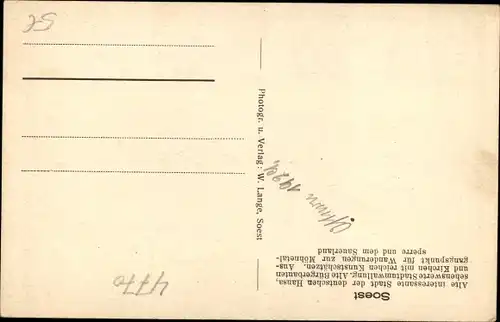 Soest
Alte interessante Stadt der deutschen Hansa,
sehenswerte Stadtumwallung, Alte Bürgerbauten
und Kirchen mit reichen Kunstschätzen. Aus-
gangspunkt für Wanderungen zur Möhnetal-
sperre und dem Sauerland
Photogr. u. Verlag: W. Lange, Soest
4770